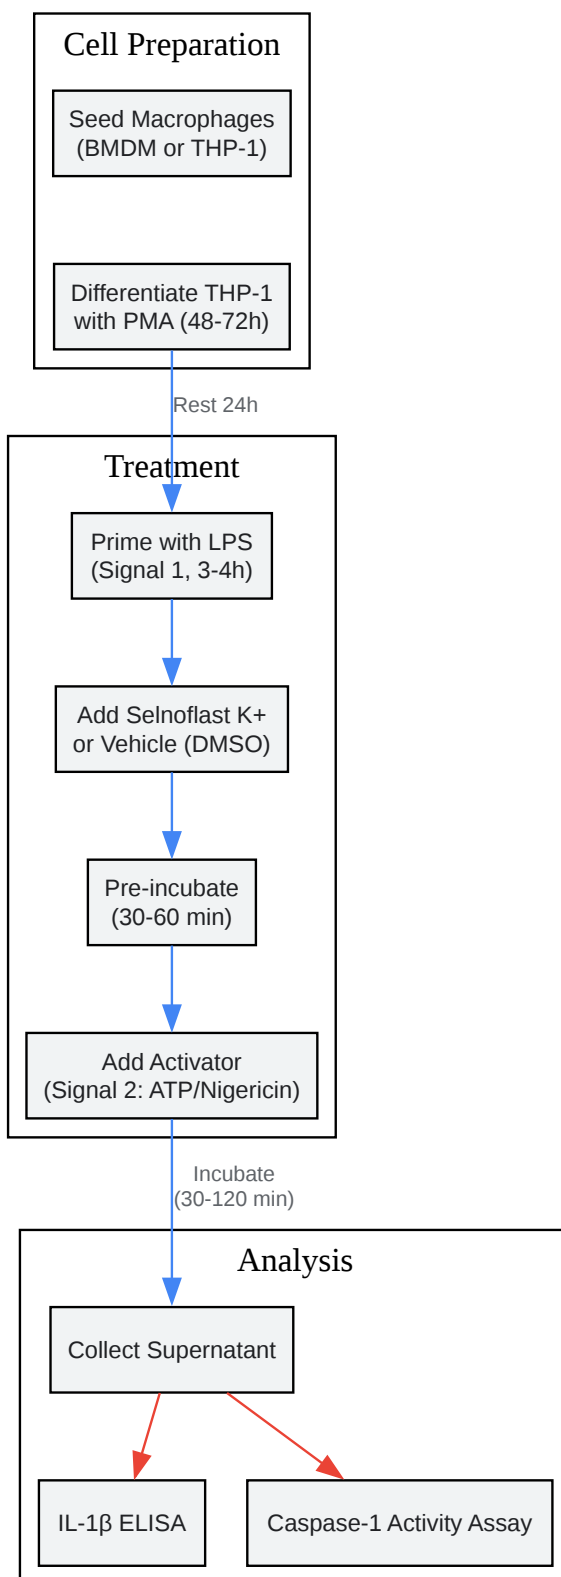 Cell Preparation
Seed Macrophages
(BMDM or THP-1)
Differentiate THP-1
with PMA (48-72h)
Rest 24h
Treatment
Prime with LPS
(Signal 1, 3-4h)
Add Selnoflast K+
or Vehicle (DMSO)
Pre-incubate
(30-60 min)
Add Activator
(Signal 2: ATP/Nigericin)
Incubate
(30-120 min)
Analysis
Collect Supernatant
IL-1β ELISA
Caspase-1 Activity Assay